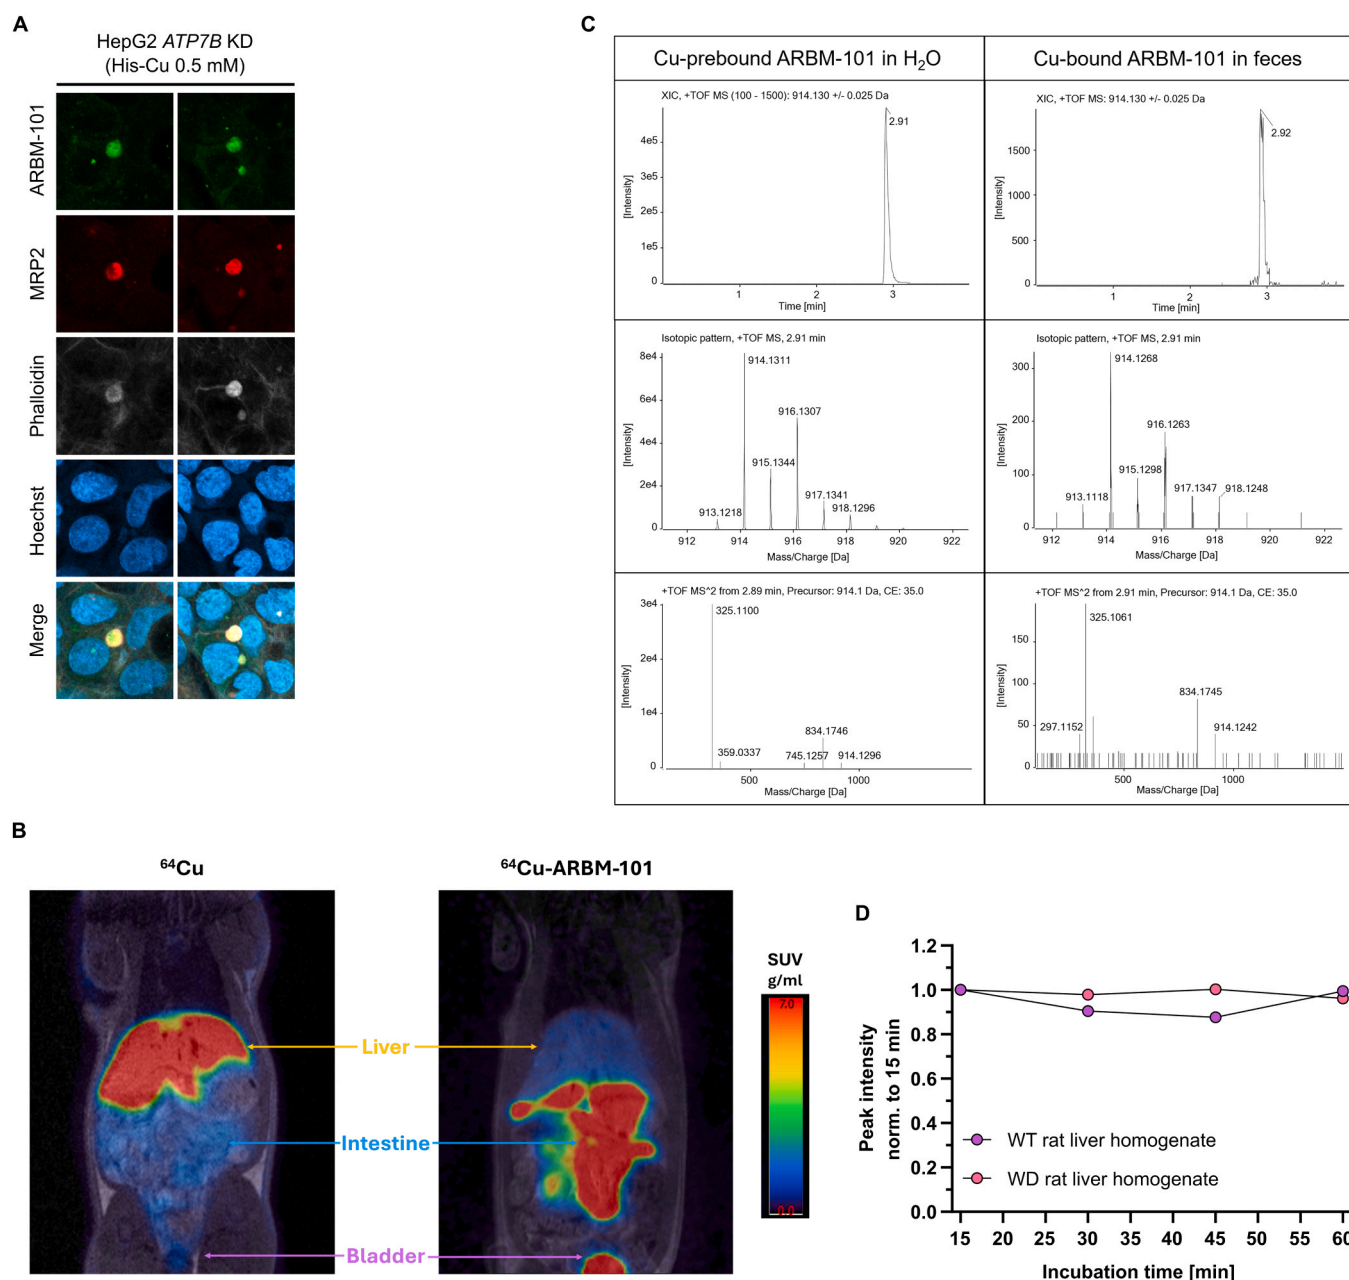 A
HepG2 ATP7B KD
(His-Cu 0.5 mM)
ARBM-101
MRP2
Phalloidin
Hoechst
Merge
C
Cu-prebound ARBM-101 in H₂O
Cu-bound ARBM-101 in feces
XIC, +TOF MS (100 - 1500): 914.130 +/- 0.025 Da
2.91
4e5
3e5
2e5
1e5
0
[Intensity]
1
2
3
Time [min]
XIC, +TOF MS: 914.130 +/- 0.025 Da
2.92
1500
1000
500
0
[Intensity]
1
2
3
Time [min]
Isotopic pattern, +TOF MS, 2.91 min
8e4
6e4
4e4
2e4
0
[Intensity]
914.1311
916.1307
915.1344
917.1341
913.1218
918.1296
912
914
916
918
920
922
Mass/Charge [Da]
Isotopic pattern, +TOF MS, 2.91 min
300
200
100
0
[Intensity]
914.1268
916.1263
915.1298
917.1347
918.1248
913.1118
912
914
916
918
920
922
Mass/Charge [Da]
+TOF MS^2 from 2.89 min, Precursor: 914.1 Da, CE: 35.0
3e4
2e4
1e4
0
[Intensity]
325.1100
834.1746
359.0337
745.1257
914.1296
500
1000
Mass/Charge [Da]
+TOF MS^2 from 2.91 min, Precursor: 914.1 Da, CE: 35.0
150
100
50
0
[Intensity]
325.1061
834.1745
297.1152
914.1242
500
1000
Mass/Charge [Da]
B
⁶⁴Cu
⁶⁴Cu-ARBM-101
Liver
Intestine
Bladder
SUV
g/ml
7.0
0.0
D
1.2
1.0
0.8
0.6
0.4
0.2
0.0
Peak intensity
norm. to 15 min
WT rat liver homogenate
WD rat liver homogenate
15 20 25 30 35 40 45 50 55 60
Incubation time [min]